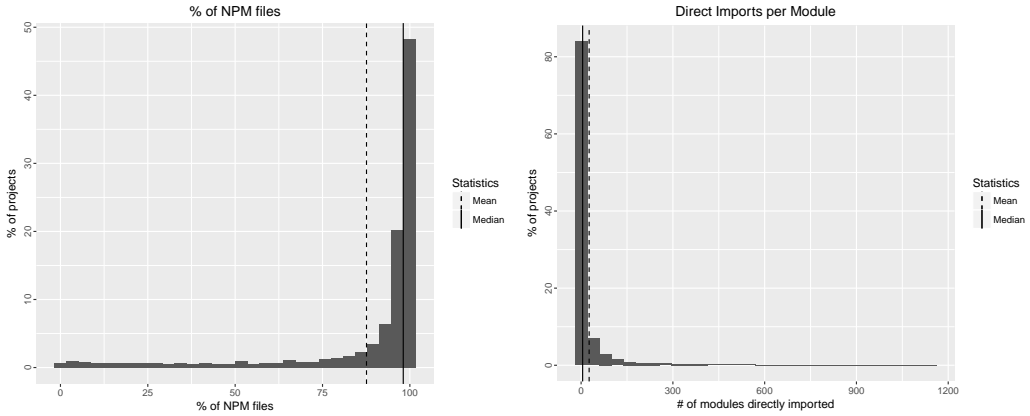 % of NPM files
50
40
30
20
10
0
% of projects
0
25
50
75
100
% of NPM files
Statistics
Mean
Median
Direct Imports per Module
80
60
40
20
0
% of projects
0
300
600
900
1200
# of modules directly imported
Statistics
Mean
Median